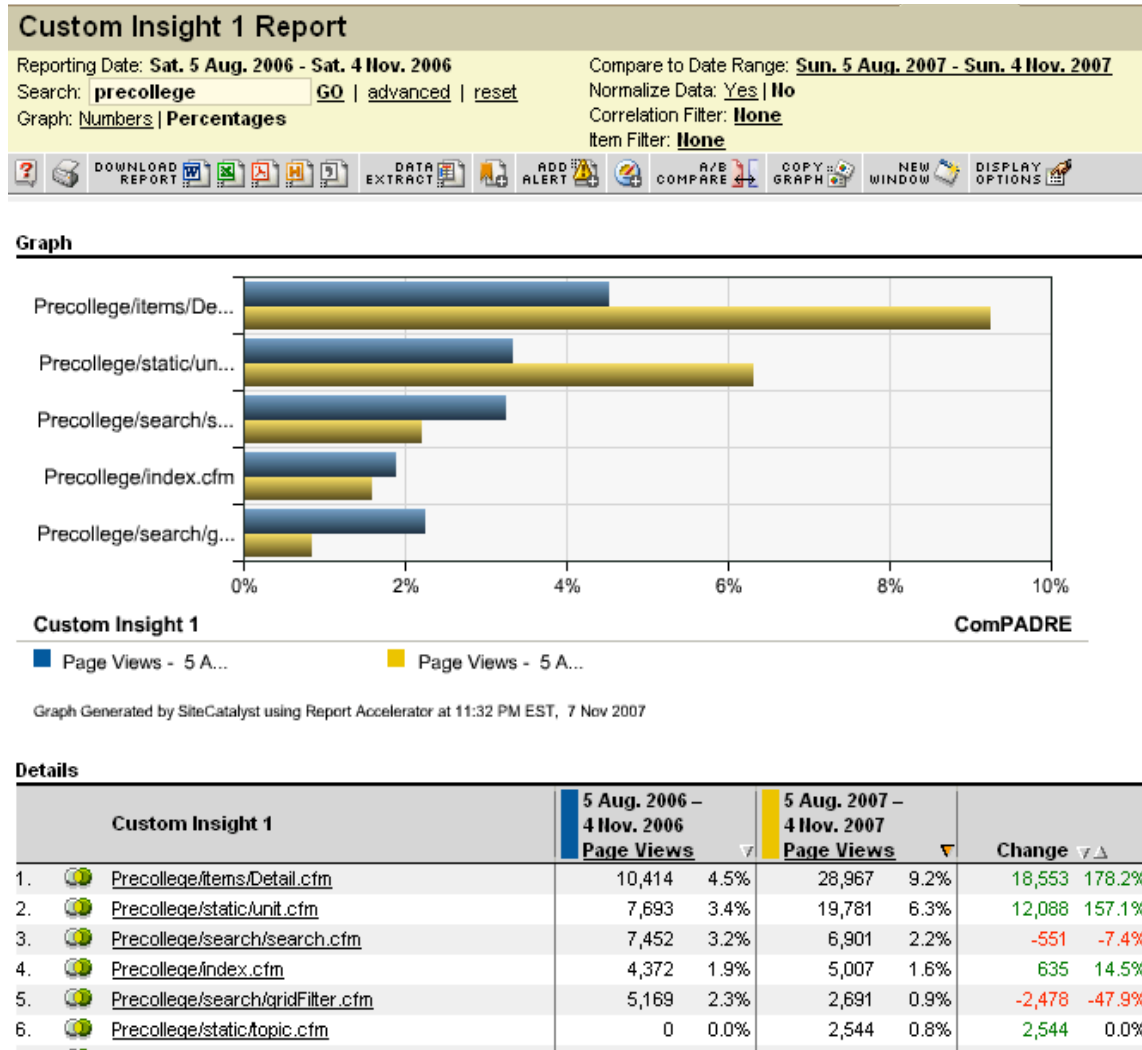 Custom Insight 1 Report
Reporting Date: Sat. 5 Aug. 2006 - Sat. 4 Nov. 2006
Compare to Date Range: Sun. 5 Aug. 2007 - Sun. 4 Nov. 2007
Search: precollege GO | advanced | reset
Normalize Data: Yes | No
Graph: Numbers | Percentages
Correlation Filter: None
Item Filter: None
DOWNLOAD REPORT DATA EXTRACT ADD ALERT A/B COMPARE COPY GRAPH NEW WINDOW DISPLAY OPTIONS
Graph
Precollege/items/De...
Precollege/static/un...
Precollege/search/s...
Precollege/index.cfm
Precollege/search/g...
0% 2% 4% 6% 8% 10%
Custom Insight 1 ComPADRE
Page Views - 5 A... Page Views - 5 A...
Graph Generated by SiteCatalyst using Report Accelerator at 11:32 PM EST, 7 Nov 2007
Details
Custom Insight 1
5 Aug. 2006 –
4 Nov. 2006
Page Views
5 Aug. 2007 –
4 Nov. 2007
Page Views
Change
1. Precollege/items/Detail.cfm 10,414 4.5% 28,967 9.2% 18,553 178.2%
2. Precollege/static/unit.cfm 7,693 3.4% 19,781 6.3% 12,088 157.1%
3. Precollege/search/search.cfm 7,452 3.2% 6,901 2.2% -551 -7.4%
4. Precollege/index.cfm 4,372 1.9% 5,007 1.6% 635 14.5%
5. Precollege/search/gridFilter.cfm 5,169 2.3% 2,691 0.9% -2,478 -47.9%
6. Precollege/static/topic.cfm 0 0.0% 2,544 0.8% 2,544 0.0%